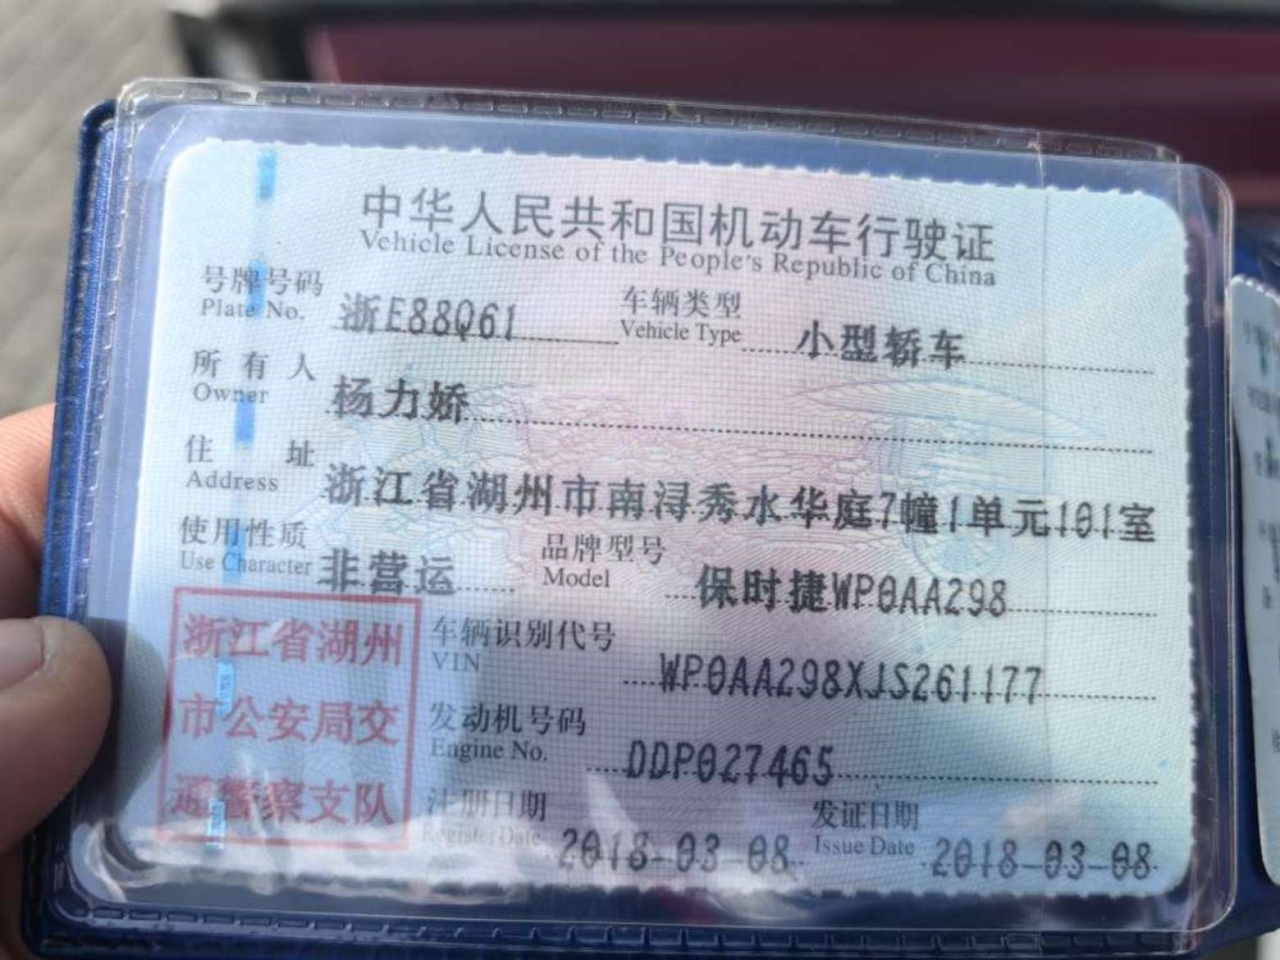 中华人民共和国机动车行驶证
Vehicle License of the People's Republic of China
号牌号码 浙E88Q61 车辆类型 小型轿车
Plate No. Vehicle Type
所有人 杨力娇
Owner
住址 浙江省湖州市南浔秀水华庭7幢1单元101室
Address
使用性质 非营运 品牌型号 保时捷WP0AA298
Use Character Model
浙江省湖州
市公安局交
通警察支队
车辆识别代号 WP0AA298XJS261177
VIN
发动机号码 DDP027465
Engine No.
注册日期 2018-03-08 发证日期 2018-03-08
Register Date Issue Date